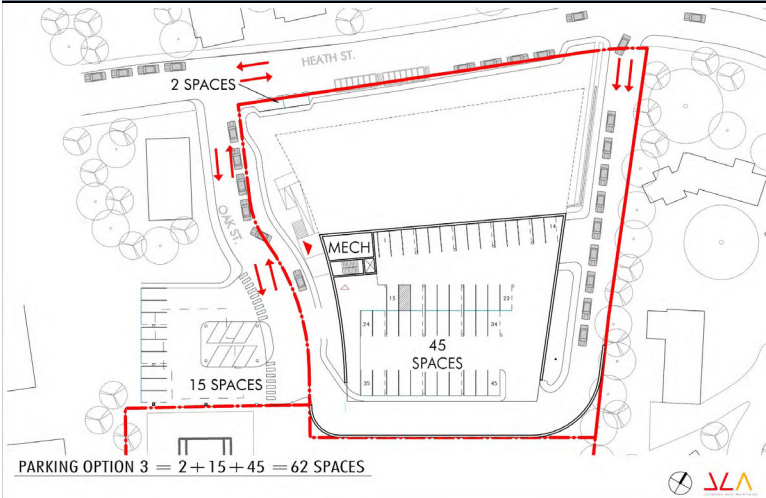 HEATH ST.
2 SPACES
OAK ST.
MECH
14
15
23
24
34
45
SPACES
15 SPACES
35
45
PARKING OPTION 3 = 2+15+45 = 62 SPACES
SLA